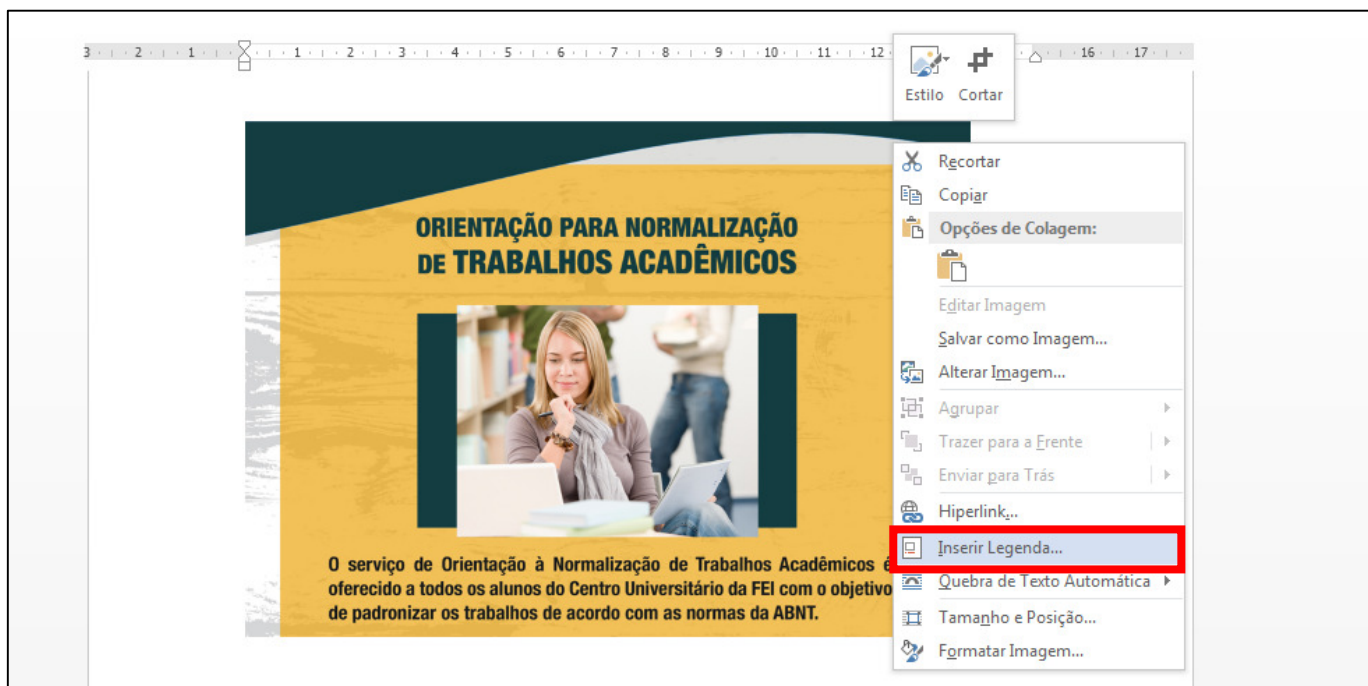 3 2 1 1 2 3 4 5 6 7 8 9 10 11 12 16 17
Estilo Cortar
ORIENTAÇÃO PARA NORMALIZAÇÃO
DE TRABALHOS ACADÊMICOS
O serviço de Orientação à Normalização de Trabalhos Acadêmicos é
oferecido a todos os alunos do Centro Universitário da FEI com o objetivo
de padronizar os trabalhos de acordo com as normas da ABNT.
Recortar
Copiar
Opções de Colagem:
Editar Imagem
Salvar como Imagem...
Alterar Imagem...
Agrupar
Trazer para a Frente
Enviar para Trás
Hiperlink...
Inserir Legenda...
Quebra de Texto Automática
Tamanho e Posição...
Formatar Imagem...